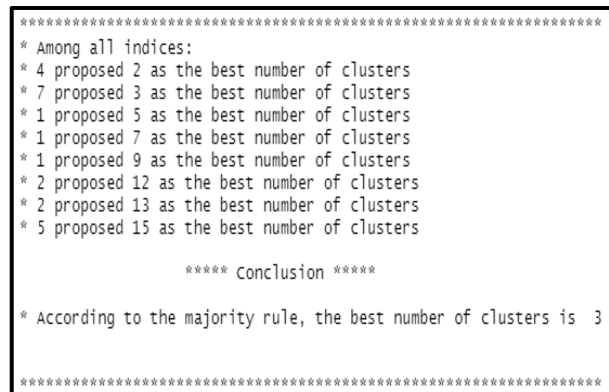 *******************************************************************
* Among all indices:
* 4 proposed 2 as the best number of clusters
* 7 proposed 3 as the best number of clusters
* 1 proposed 5 as the best number of clusters
* 1 proposed 7 as the best number of clusters
* 1 proposed 9 as the best number of clusters
* 2 proposed 12 as the best number of clusters
* 2 proposed 13 as the best number of clusters
* 5 proposed 15 as the best number of clusters
***** Conclusion *****
* According to the majority rule, the best number of clusters is 3
*******************************************************************